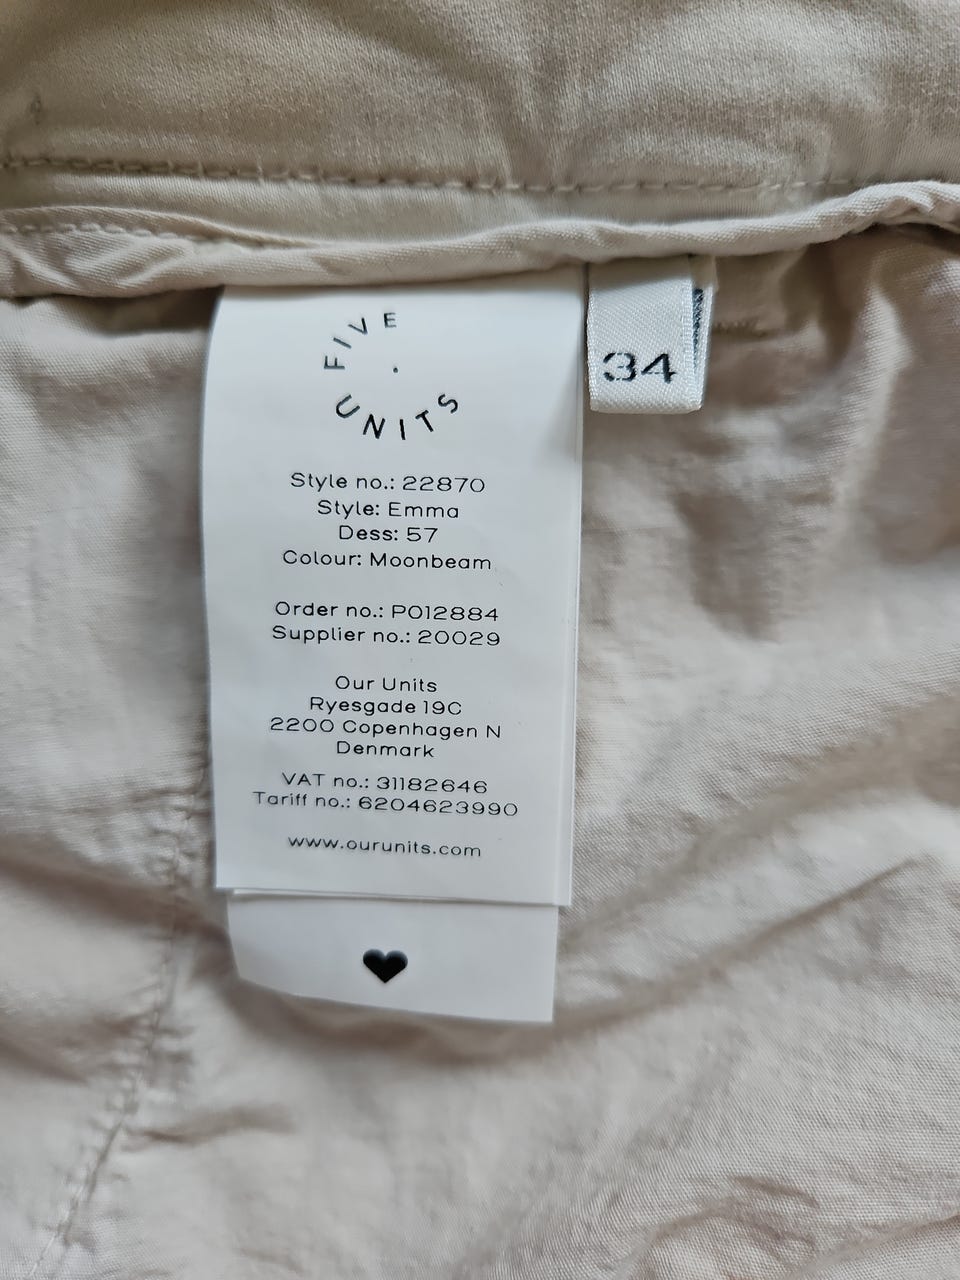 FIVE
UNITS
34
Style no.: 22870
Style: Emma
Dess: 57
Colour: Moonbeam
Order no.: PO12884
Supplier no.: 20029
Our Units
Ryesgade 19C
2200 Copenhagen N
Denmark
VAT no.: 31182646
Tariff no.: 6204623990
www.ourunits.com